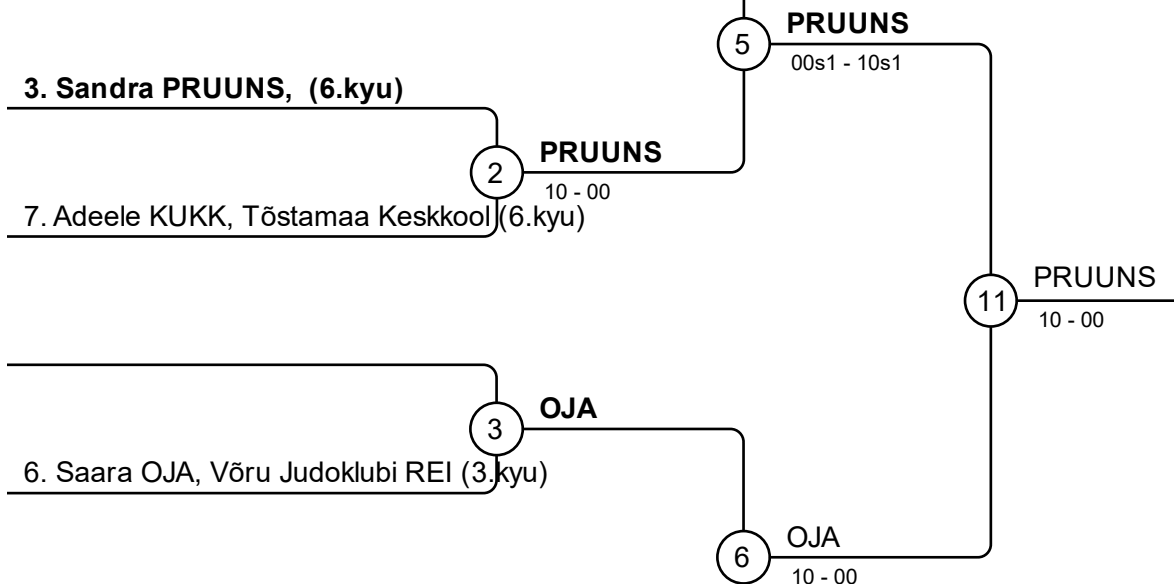 PRUUNS
5
00s1 - 10s1
3. Sandra PRUUNS, (6.kyu)
PRUUNS
2
10 - 00
7. Adeele KUKK, Tõstamaa Keskkool (6.kyu)
PRUUNS
11
10 - 00
OJA
3
6. Saara OJA, Võru Judoklubi REI (3.kyu)
OJA
6
10 - 00